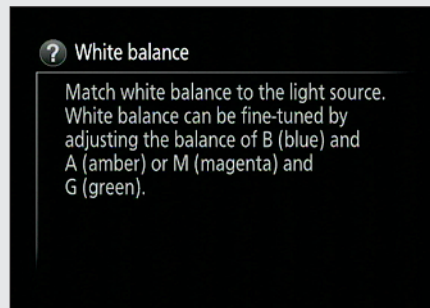 ? White balance
Match white balance to the light source.
White balance can be fine-tuned by
adjusting the balance of B (blue) and
A (amber) or M (magenta) and
G (green).